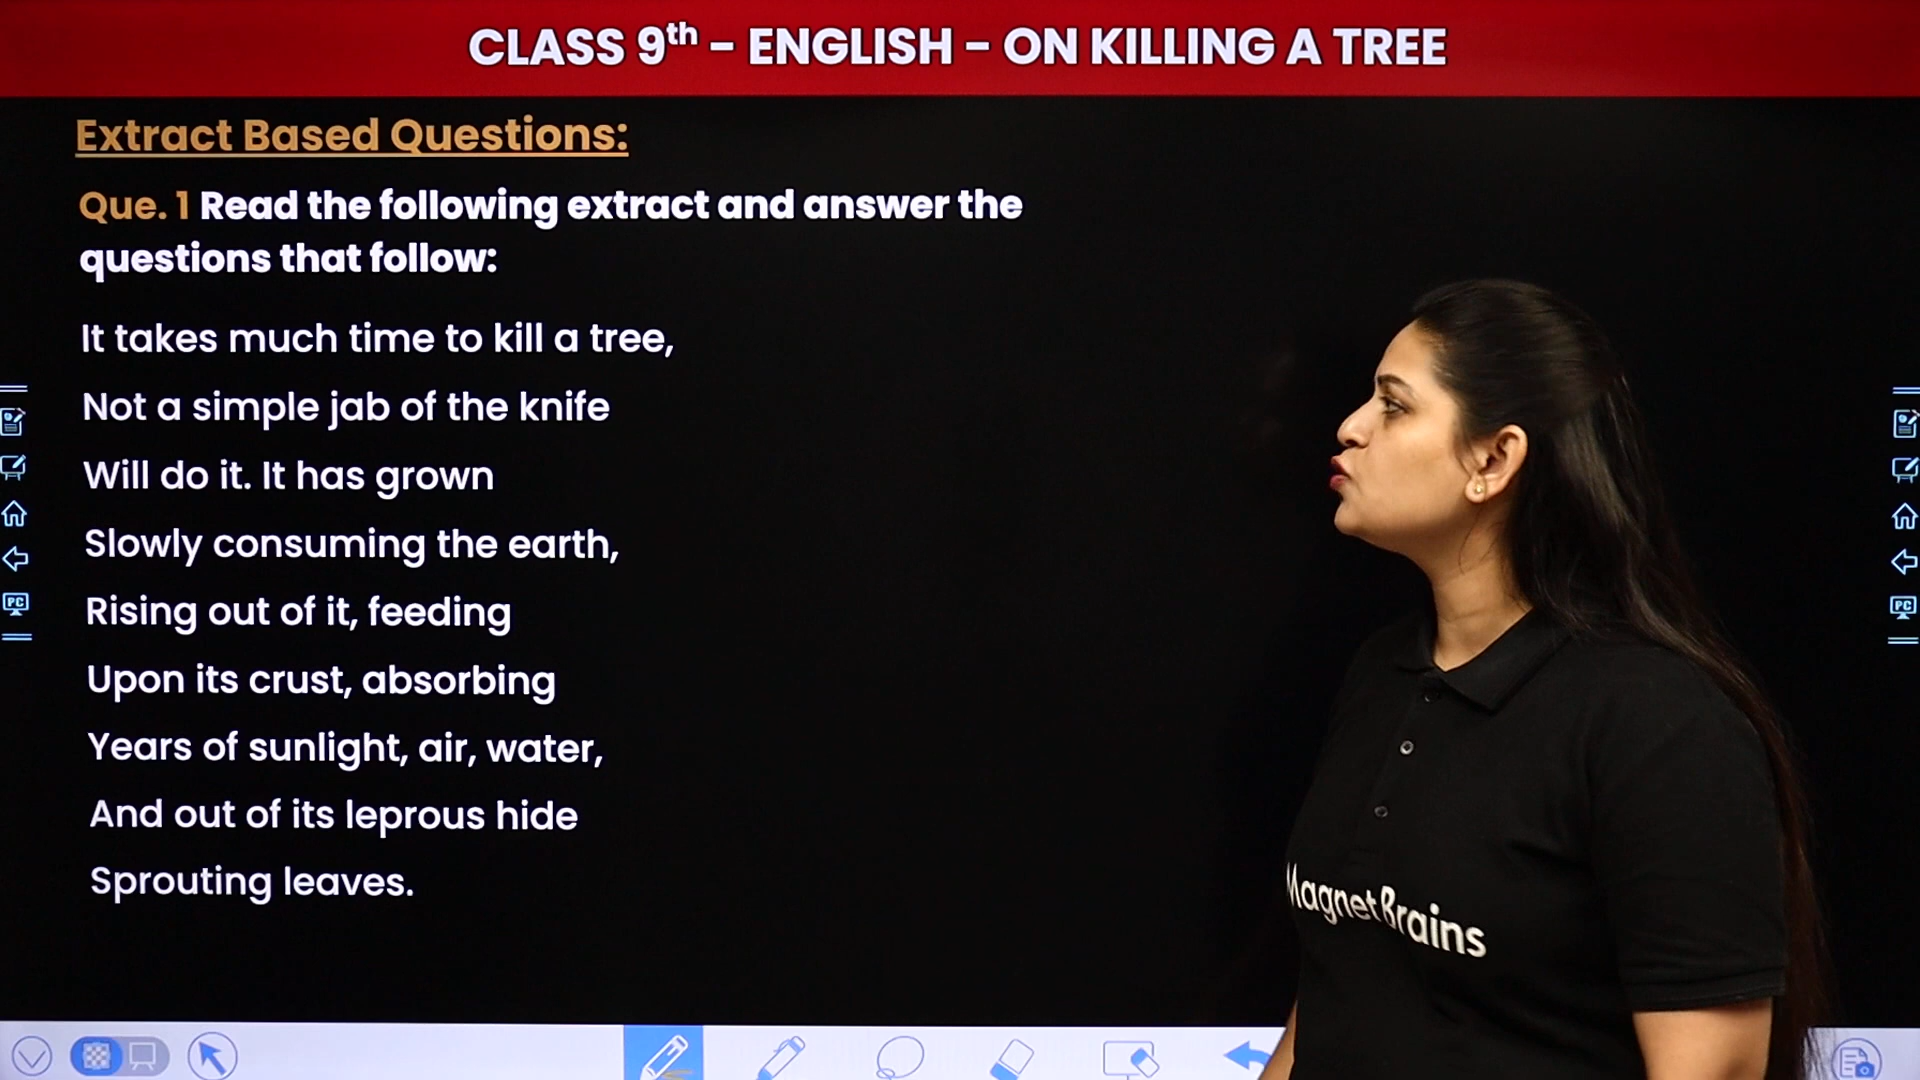 CLASS 9th - ENGLISH - ON KILLING A TREE
Extract Based Questions:
Que. 1 Read the following extract and answer the
questions that follow:
It takes much time to kill a tree,
Not a simple jab of the knife
Will do it. It has grown
Slowly consuming the earth,
Rising out of it, feeding
Upon its crust, absorbing
Years of sunlight, air, water,
And out of its leprous hide
Sprouting leaves.
MagnetBrains
PC
PC